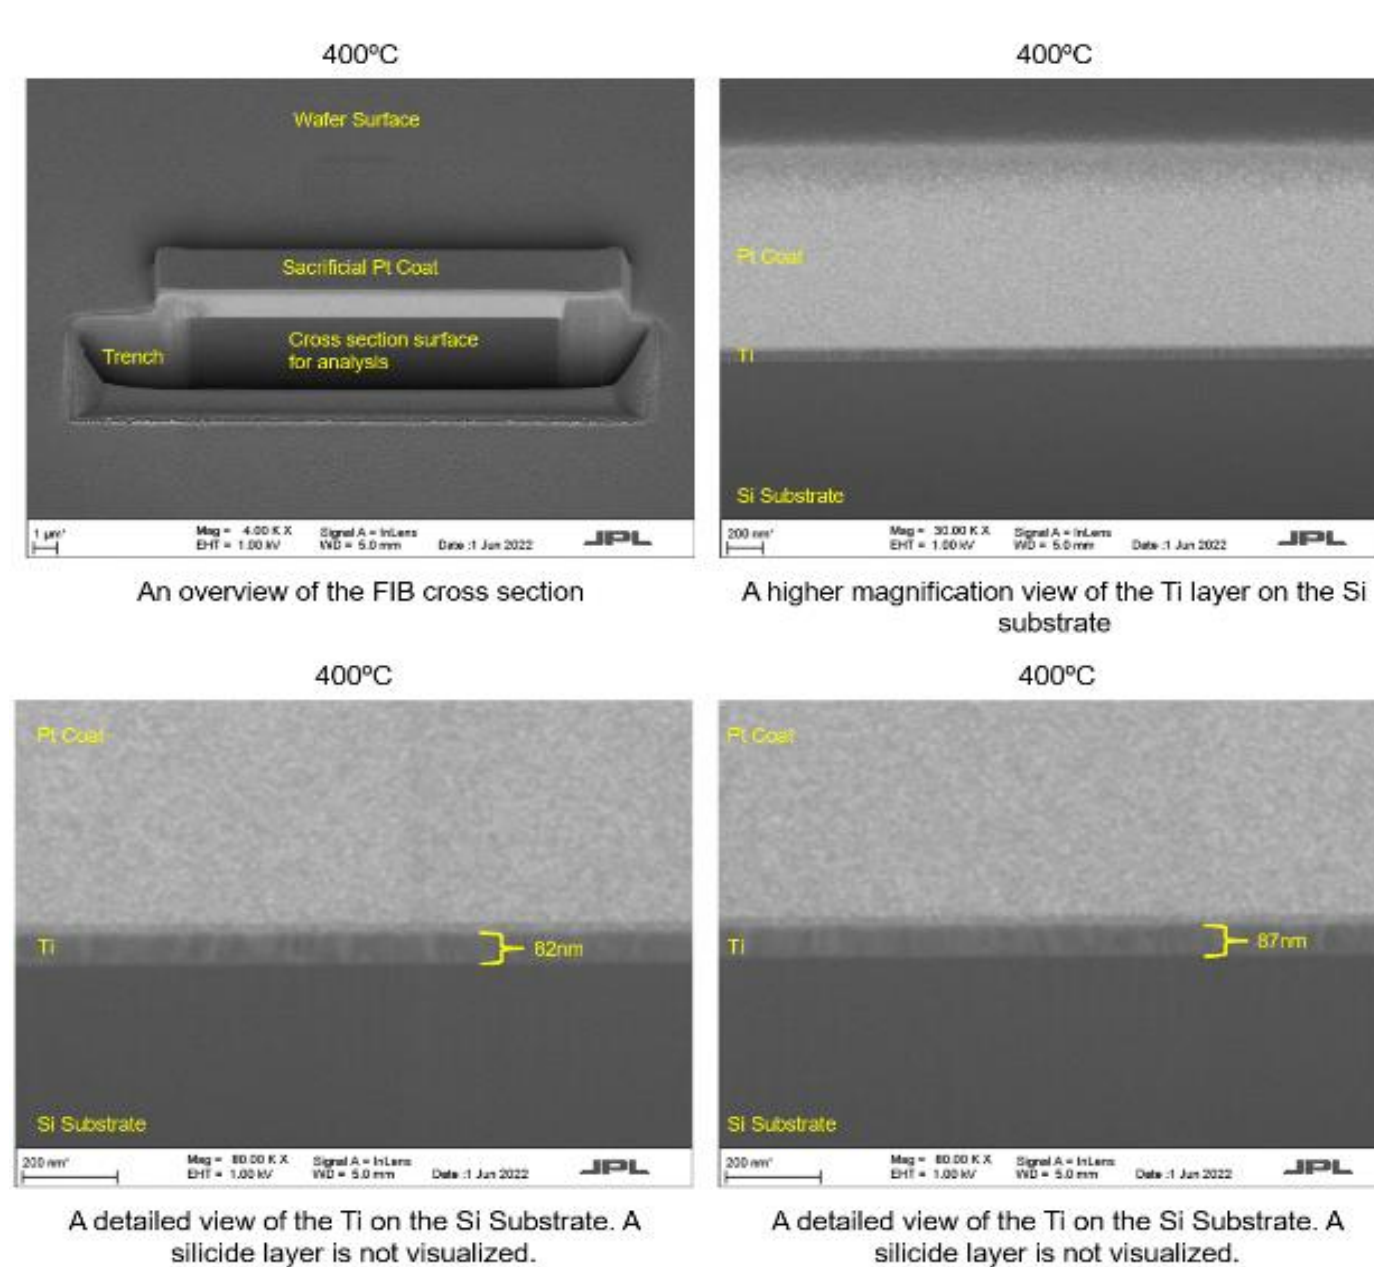 400ºC
Wafer Surface
Sacrificial Pt Coat
Cross section surface
for analysis
Trench
1 µm*
Mag = 4.00 K X
EHT = 1.00 kV
Signal A = InLens
WD = 5.0 mm
Date :1 Jun 2022
JPL
An overview of the FIB cross section
400ºC
Pt Coat
Ti
Si Substrate
200 nm*
Mag = 30.00 K X
EHT = 1.00 kV
Signal A = InLens
WD = 5.0 mm
Date :1 Jun 2022
JPL
A higher magnification view of the Ti layer on the Si
substrate
400ºC
Pt Coat
Ti
82nm
Si Substrate
200 nm*
Mag = 80.00 K X
EHT = 1.00 kV
Signal A = InLens
WD = 5.0 mm
Date :1 Jun 2022
JPL
A detailed view of the Ti on the Si Substrate. A
silicide layer is not visualized.
400ºC
Pt Coat
Ti
87nm
Si Substrate
200 nm*
Mag = 80.00 K X
EHT = 1.00 kV
Signal A = InLens
WD = 5.0 mm
Date :1 Jun 2022
JPL
A detailed view of the Ti on the Si Substrate. A
silicide layer is not visualized.